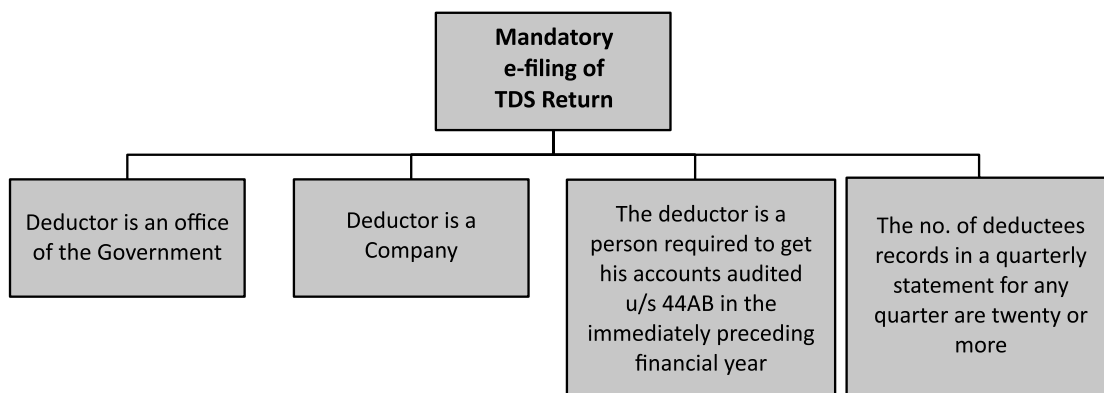 Mandatory
e-filing of
TDS Return
Deductor is an office
of the Government
Deductor is a
Company
The deductor is a
person required to get
his accounts audited
u/s 44AB in the
immediately preceding
financial year
The no. of deductees
records in a quarterly
statement for any
quarter are twenty or
more